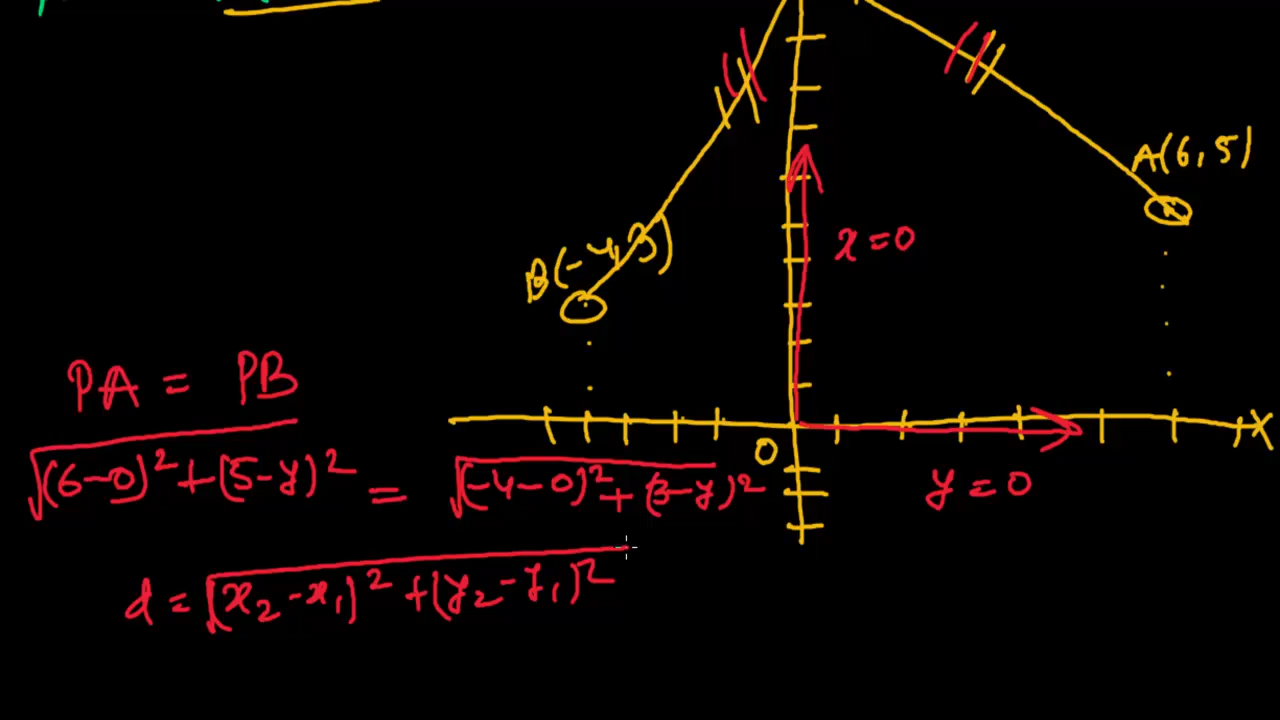 A(6,5)
B(-4,3)
x=0
PA = PB
X
O
√(6-0)²+(5-y)² = √(-4-0)²+(3-y)²
y=0
d=√(x₂-x₁)²+(y₂-y₁)²